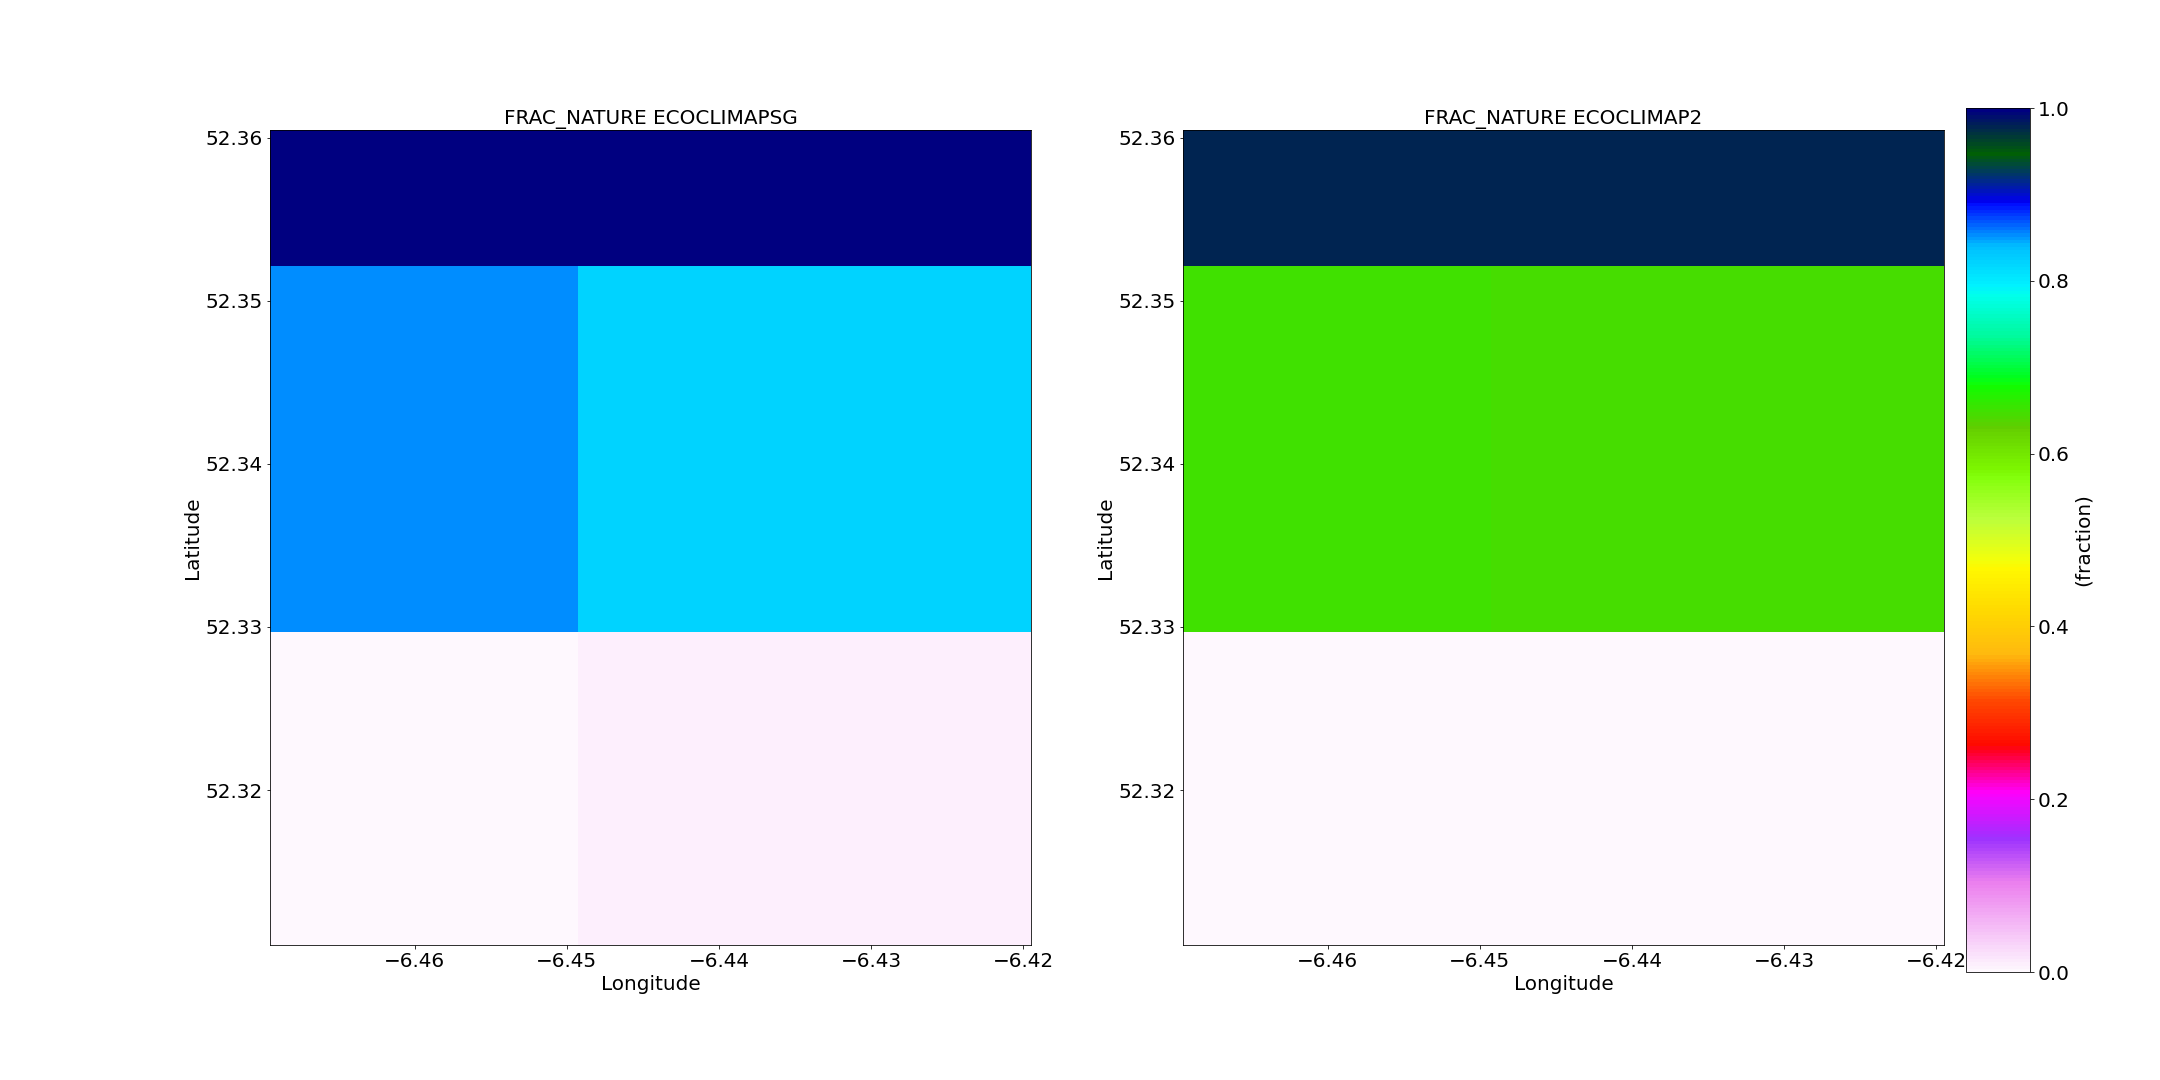 FRAC_NATURE ECOCLIMAPSG
52.36
52.35
52.34
52.33
52.32
Latitude
−6.46 −6.45 −6.44 −6.43 −6.42
Longitude
FRAC_NATURE ECOCLIMAP2
52.36
52.35
52.34
52.33
52.32
Latitude
−6.46 −6.45 −6.44 −6.43 −6.42
Longitude
1.0
0.8
0.6
0.4
0.2
0.0
(fraction)